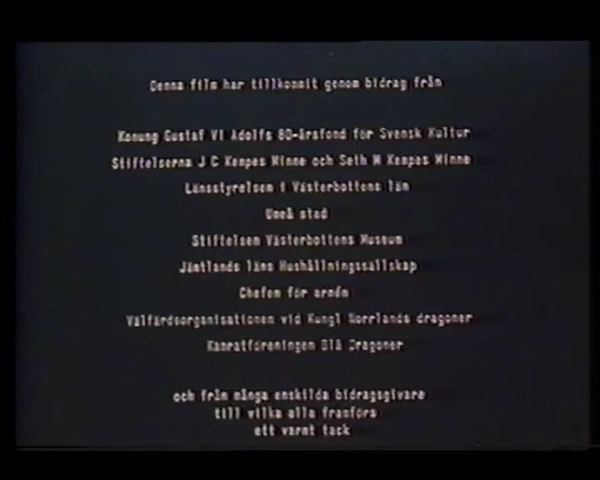 Denna film har tillkommit genom bidrag från
Konung Gustaf VI Adolfs 80-årsfond för Svensk Kultur
Stiftelserna J C Kempes Minne och Seth M Kempes Minne
Länsstyrelsen i Västerbottens län
Umeå stad
Stiftelsen Västerbottens Museum
Jämtlands läns Hushållningssällskap
Chefen för armén
Välfärdsorganisationen vid Kungl Norrlands dragoner
Kamratföreningen Blå Dragoner
och från många enskilda bidragsgivare
till vilka alla framförs
ett varmt tack